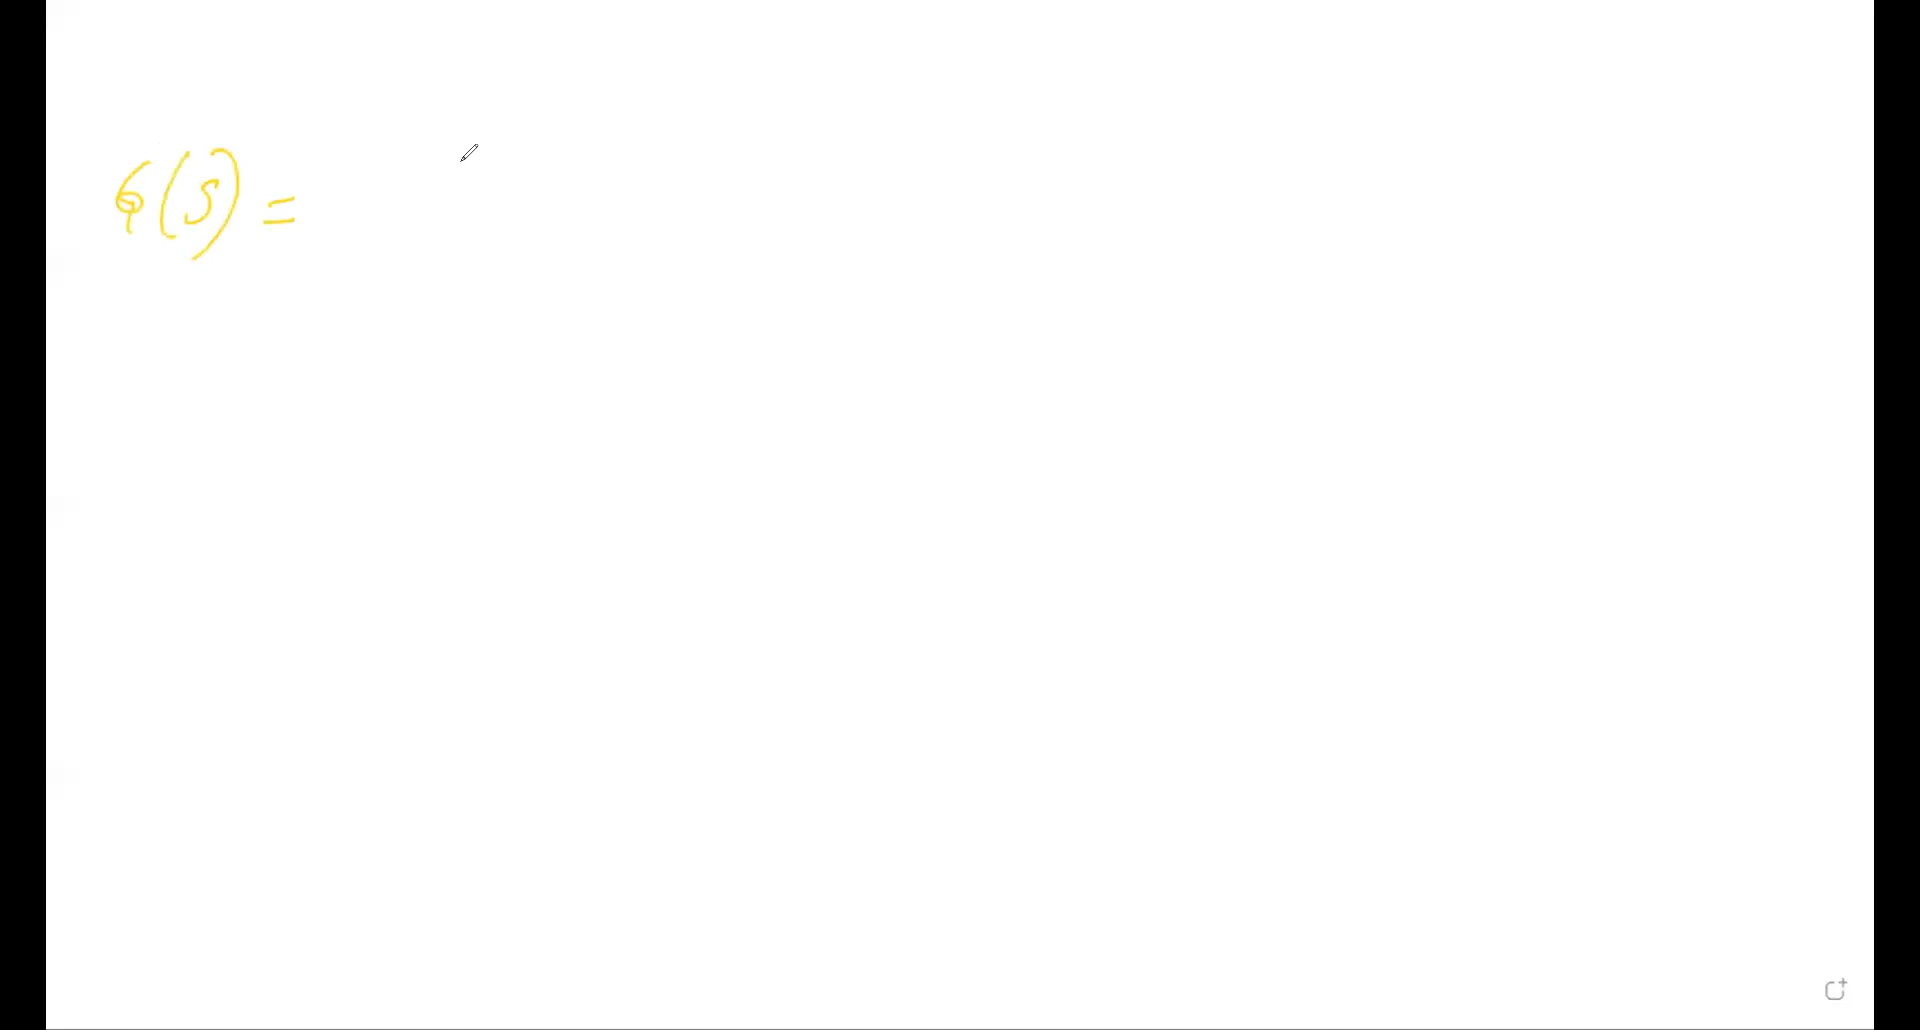 G(s) =